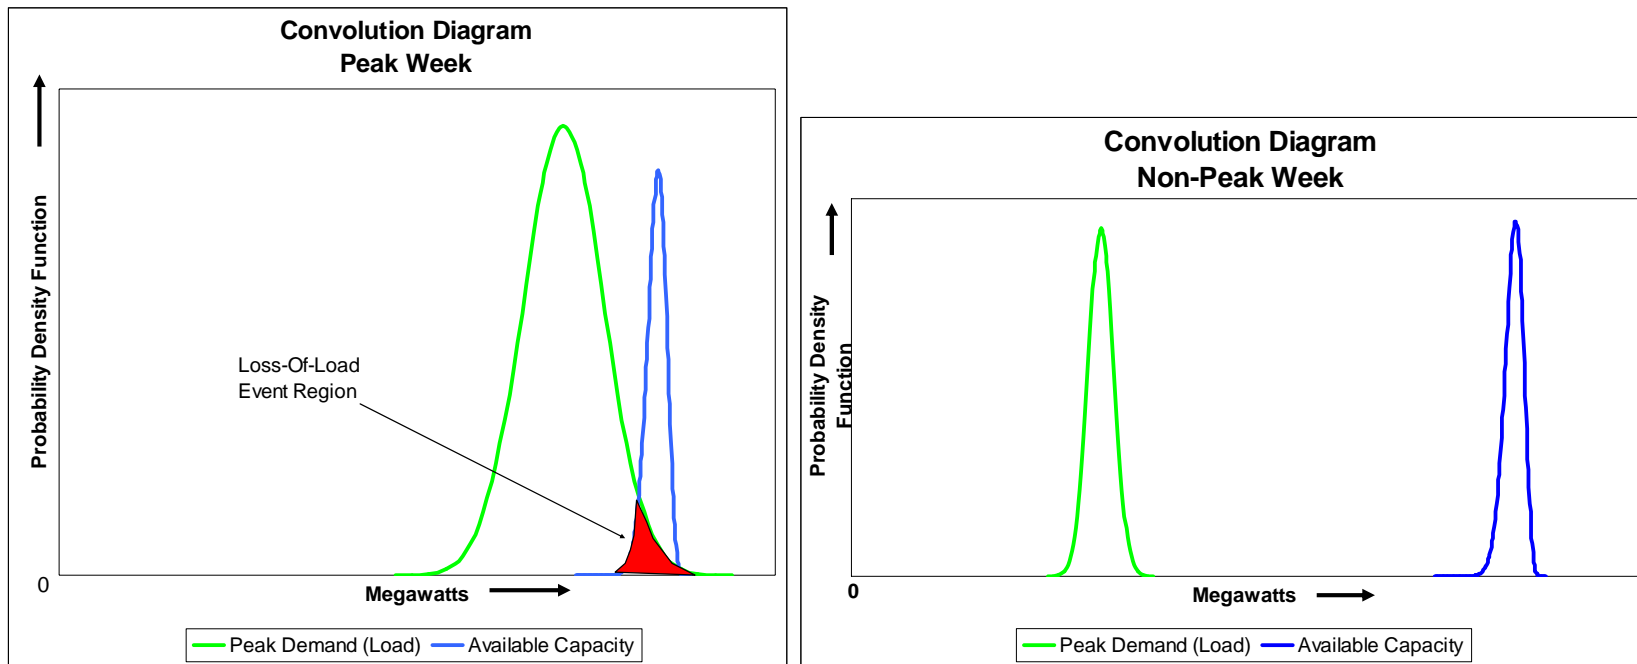 Convolution Diagram
Peak Week
Probability Density Function
Loss-Of-Load
Event Region
0
Megawatts
Peak Demand (Load)
Available Capacity
Convolution Diagram
Non-Peak Week
Probability Density
Function
0
Megawatts
Peak Demand (Load)
Available Capacity